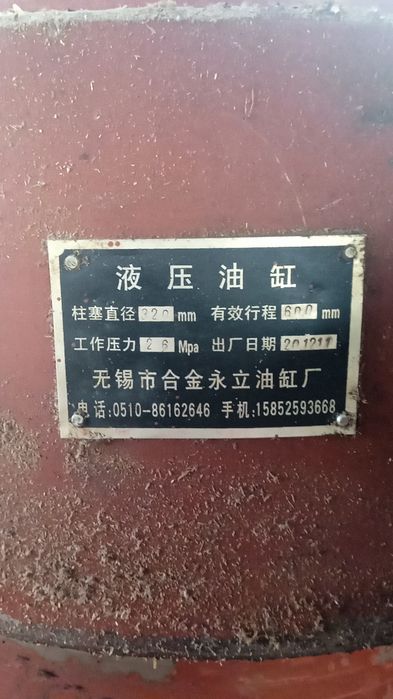 液压油缸
柱塞直径 320 mm 有效行程 600 mm
工作压力 26 Mpa 出厂日期 201211
无锡市合金永立油缸厂
电话:0510-86162646 手机:15852593668